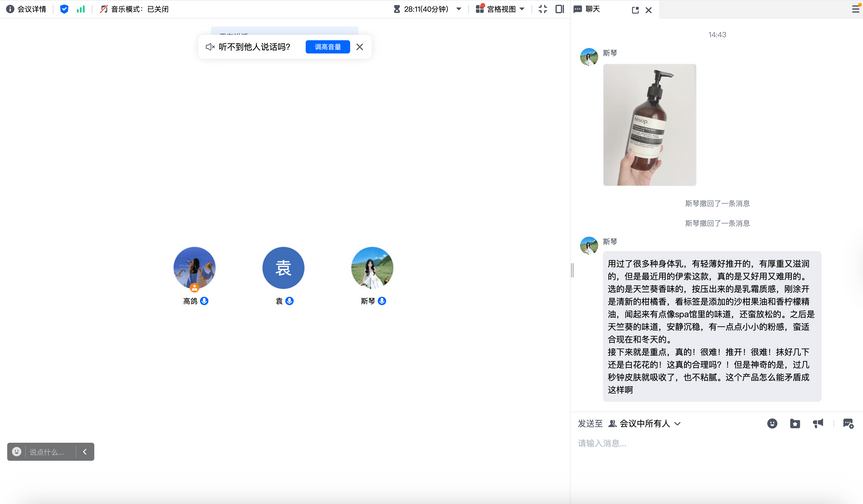 会议详情
音乐模式：已关闭
28:11(40分钟)
宫格视图
聊天
听不到他人说话吗?
调高音量
14:43
斯琴
Aesop.
斯琴撤回了一条消息
斯琴撤回了一条消息
斯琴
用过了很多种身体乳，有轻薄好推开的，有厚重又滋润
的，但是最近用的伊索这款，真的是又好用又难用的。
选的是天竺葵香味的，按压出来的是乳霜质感，刚涂开
是清新的柑橘香，看标签是添加的沙柑果油和香柠檬精
油，闻起来有点像spa馆里的味道，还蛮放松的。之后是
天竺葵的味道，安静沉稳，有一点点小小的粉感，蛮适
合现在和冬天的。
接下来就是重点，真的！很难！推开！很难！抹好几下
还是白花花的！这真的合理吗？！但是神奇的是，过几
秒钟皮肤就吸收了，也不粘腻。这个产品怎么能矛盾成
这样啊
袁
高鸽
袁
斯琴
发送至
会议中所有人
请输入消息...
说点什么...